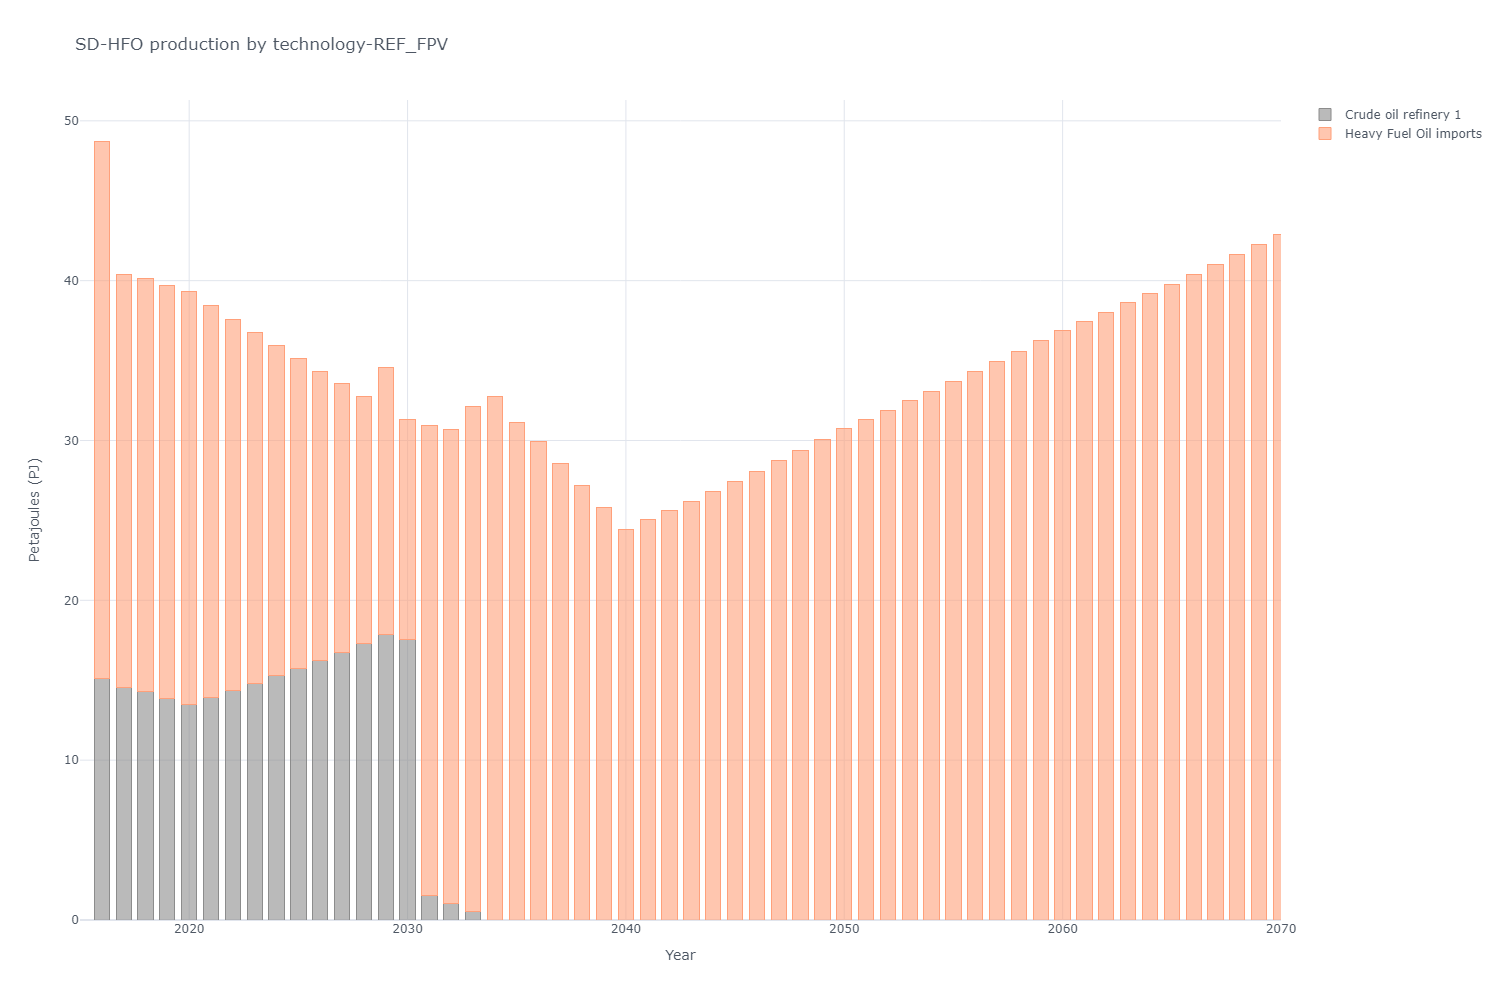 SD-HFO production by technology-REF_FPV
Crude oil refinery 1
Heavy Fuel Oil imports
Petajoules (PJ)
50
40
30
20
10
0
2020
2030
2040
2050
2060
2070
Year